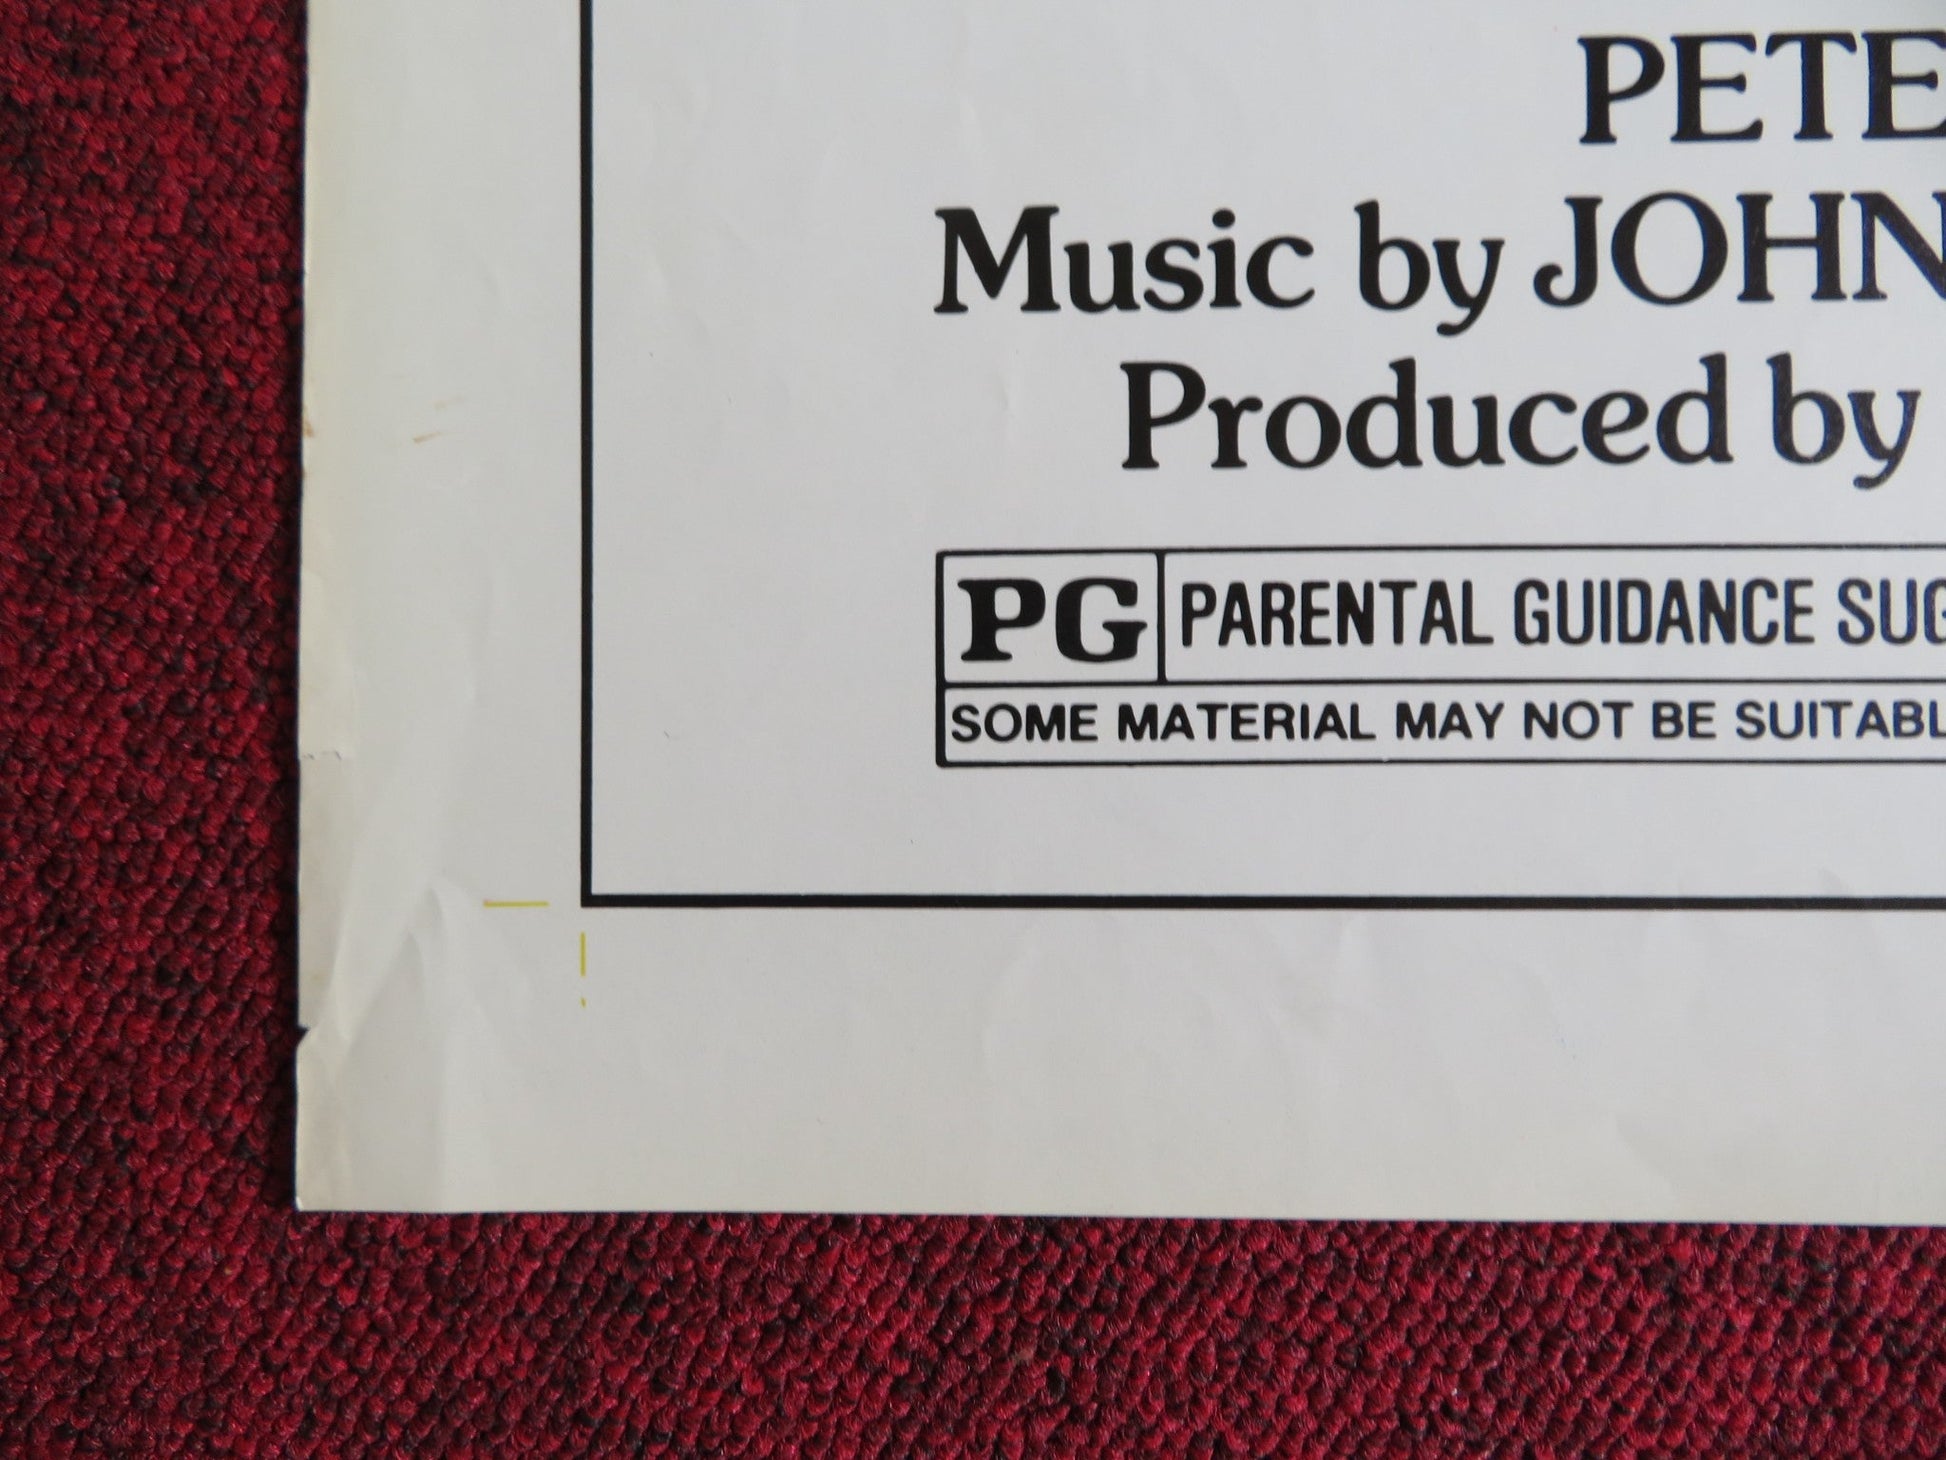 PETE
Music by JOHN
Produced by
PG PARENTAL GUIDANCE SUG
SOME MATERIAL MAY NOT BE SUITABL